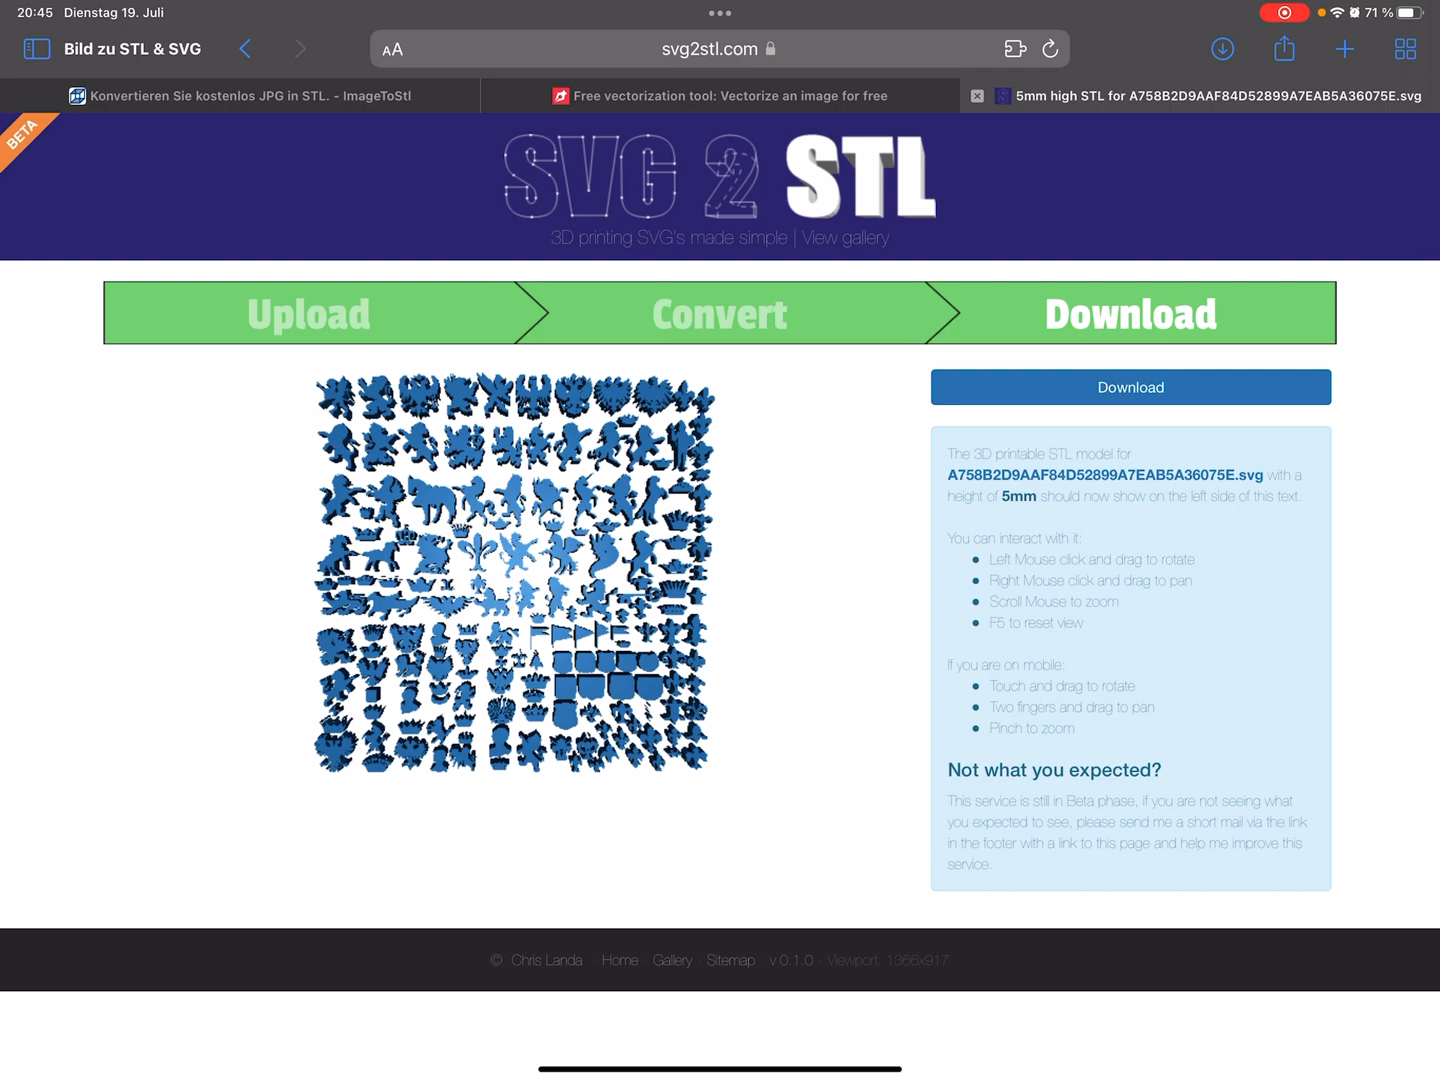 20:45 Dienstag 19. Juli
71 %
Bild zu STL & SVG
AA
svg2stl.com
Konvertieren Sie kostenlos JPG in STL. - ImageToStl
Free vectorization tool: Vectorize an image for free
5mm high STL for A758B2D9AAF84D52899A7EAB5A36075E.svg
BETA
SVG 2 STL
3D printing SVG's made simple | View gallery
Upload
Convert
Download
Download
The 3D printable STL model for
A758B2D9AAF84D52899A7EAB5A36075E.svg with a
height of 5mm should now show on the left side of this text.
You can interact with it:
Left Mouse click and drag to rotate
Right Mouse click and drag to pan
Scroll Mouse to zoom
F5 to reset view
If you are on mobile:
Touch and drag to rotate
Two fingers and drag to pan
Pinch to zoom
Not what you expected?
This service is still in Beta phase, if you are not seeing what
you expected to see, please send me a short mail via the link
in the footer with a link to this page and help me improve this
service.
© Chris Landa · Home · Gallery · Sitemap · v 0.1.0 · Viewport: 1366x917